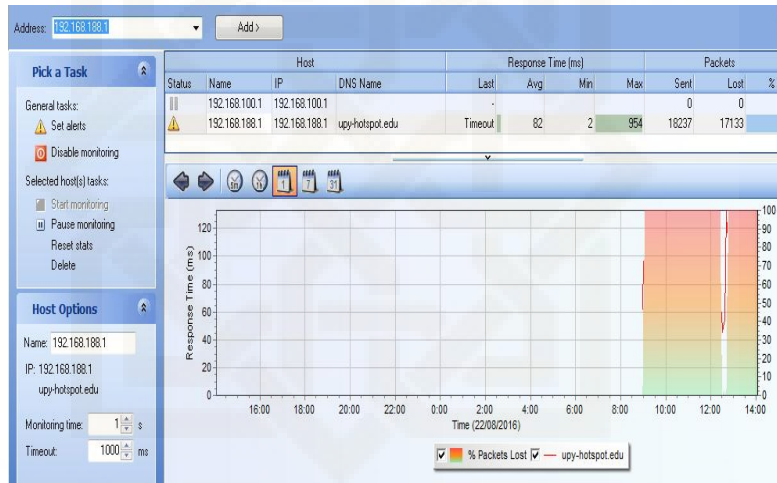 Address: 192.168.188.1 Add >
Pick a Task
General tasks:
Set alerts
Disable monitoring
Selected host(s) tasks:
Start monitoring
Pause monitoring
Reset stats
Delete
Host Options
Name: 192.168.188.1
IP: 192.168.188.1
upy-hotspot.edu
Monitoring time: 1 s
Timeout: 1000 ms
Host Response Time (ms) Packets
Status Name IP DNS Name Last Avg Min Max Sent Lost %
192.168.100.1 192.168.100.1 - 0 0
192.168.188.1 192.168.188.1 upy-hotspot.edu Timeout 82 2 954 18237 17133
5m 1h 1 7 31
Response Time (ms)
120
100
80
60
40
20
0
100
90
80
70
60
50
40
30
20
10
0
16:00 18:00 20:00 22:00 0:00 2:00 4:00 6:00 8:00 10:00 12:00 14:00
Time (22/08/2016)
% Packets Lost upy-hotspot.edu